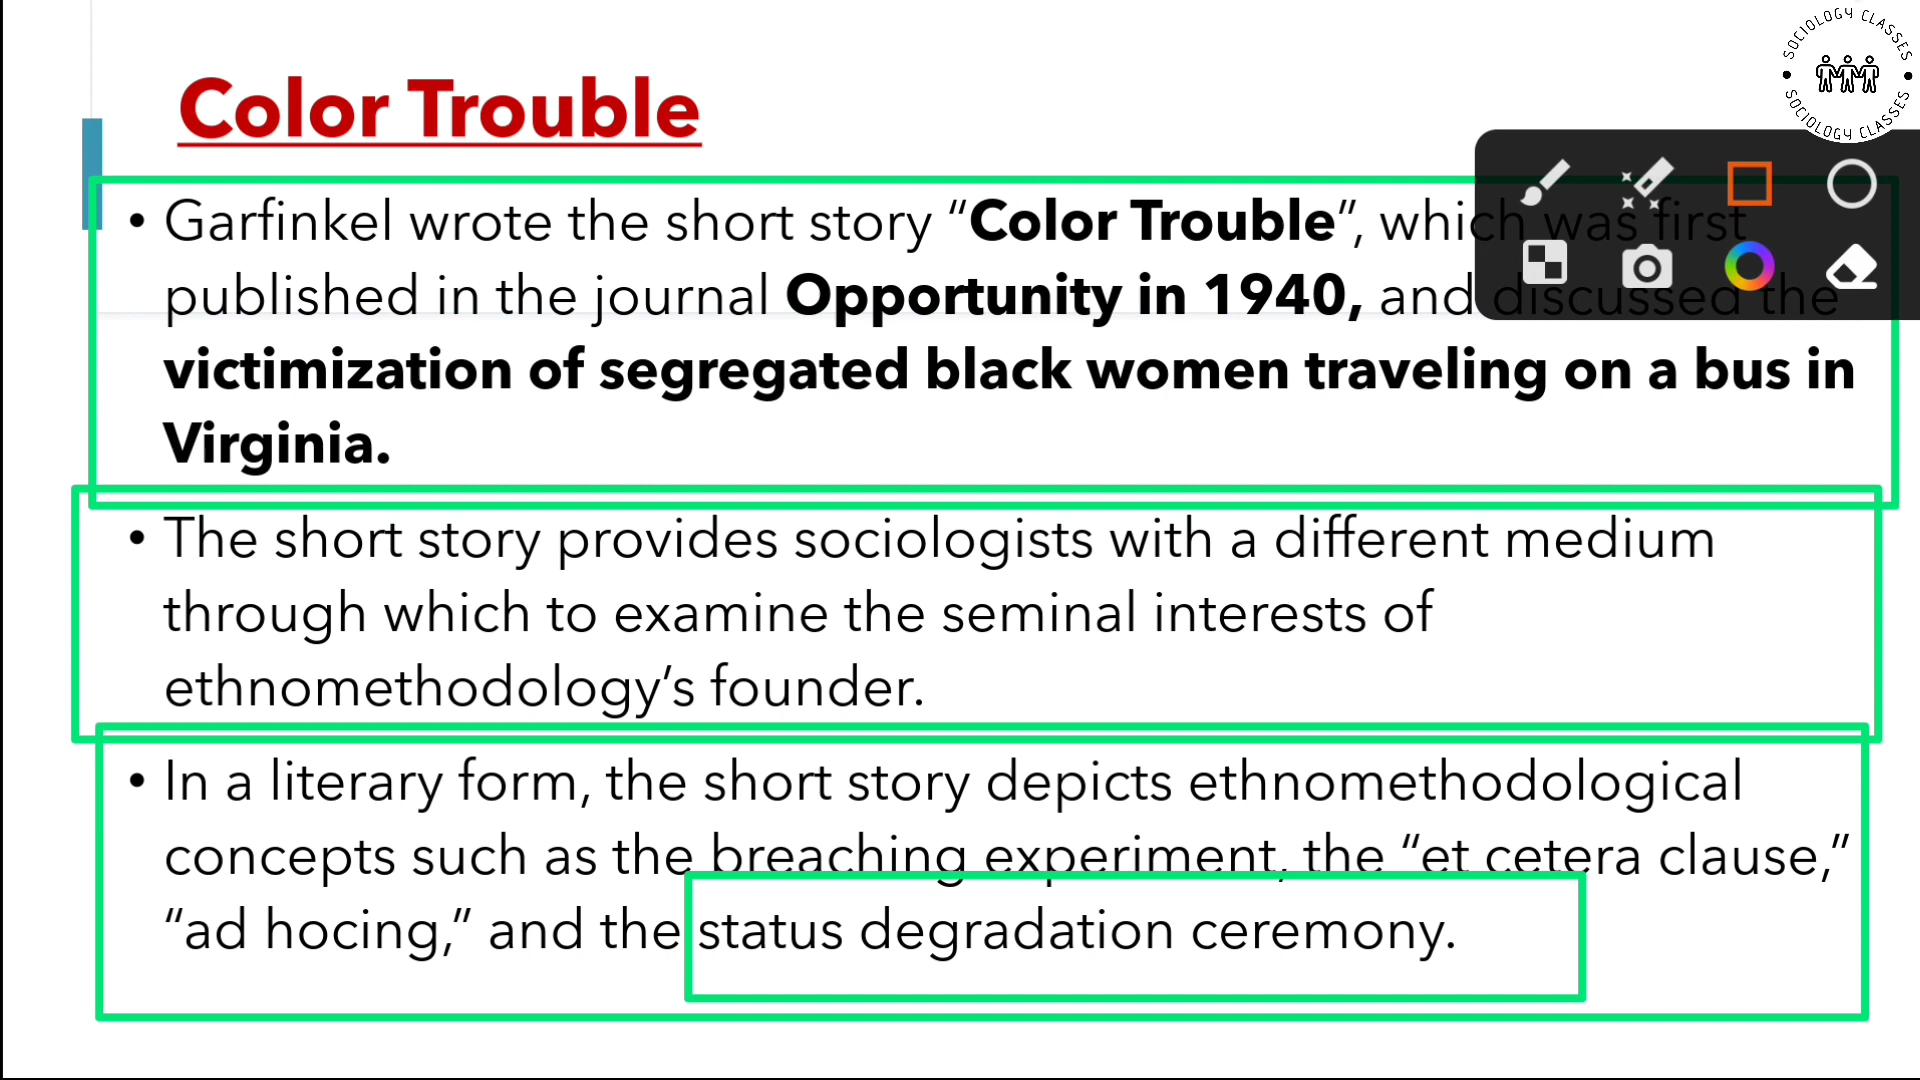 SOCIOLOGY CLASSES
SOCIOLOGY CLASSES
Color Trouble
• Garfinkel wrote the short story “Color Trouble”, which was first
published in the journal Opportunity in 1940, and discussed the
victimization of segregated black women traveling on a bus in
Virginia.
• The short story provides sociologists with a different medium
through which to examine the seminal interests of
ethnomethodology’s founder.
• In a literary form, the short story depicts ethnomethodological
concepts such as the breaching experiment, the “et cetera clause,”
“ad hocing,” and the status degradation ceremony.